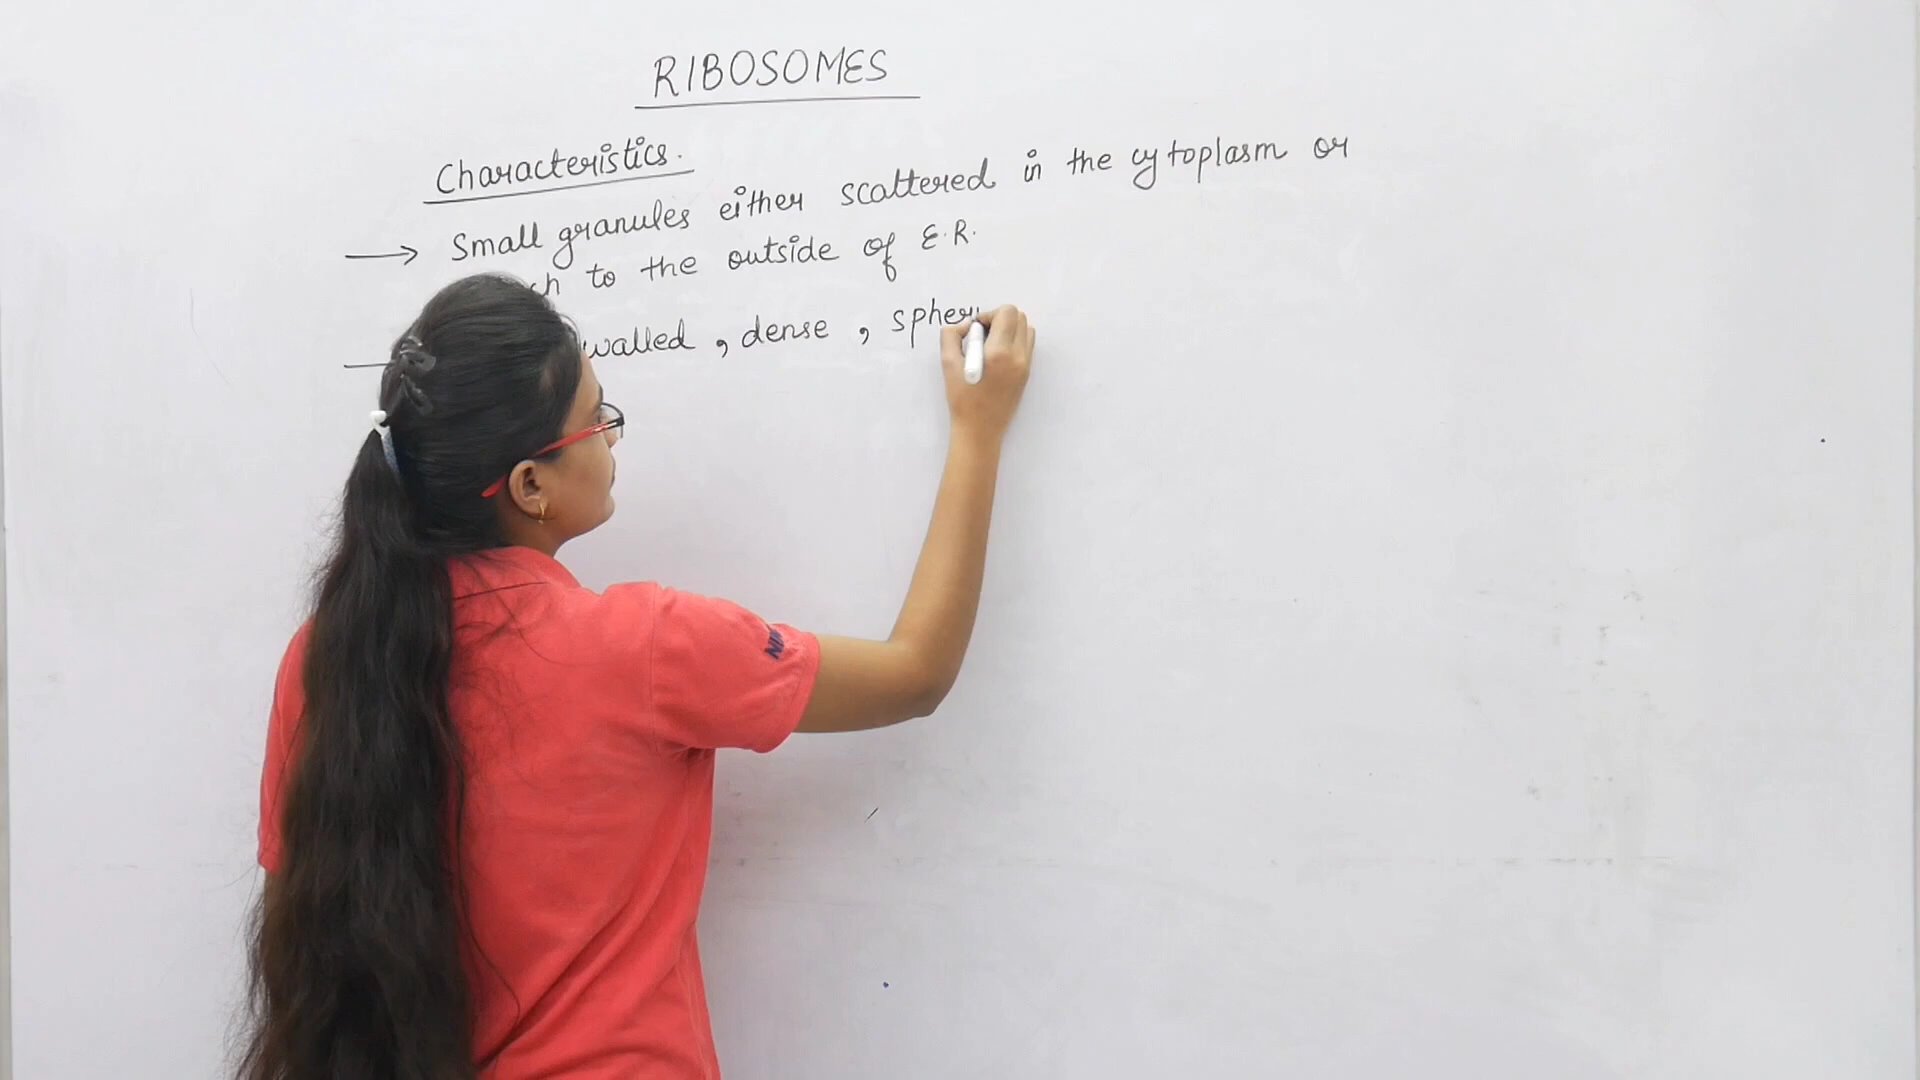 RIBOSOMES
Characteristics.
→ Small granules either scattered in the cytoplasm or
to the outside of E.R.
walled , dense , spher